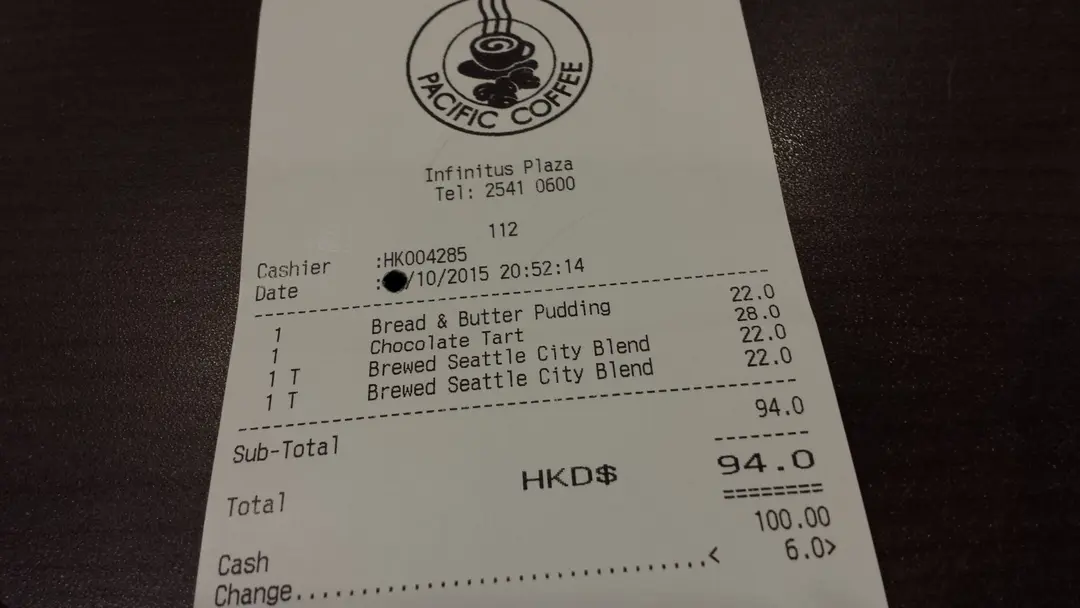 PACIFIC COFFEE
Infinitus Plaza
Tel: 2541 0600
112
Cashier :HK004285
Date : /10/2015 20:52:14
1 Bread & Butter Pudding 22.0
1 Chocolate Tart 28.0
1 T Brewed Seattle City Blend 22.0
1 T Brewed Seattle City Blend 22.0
Sub-Total 94.0
Total HKD$ 94.0
Cash 100.00
Change....................................< 6.0>